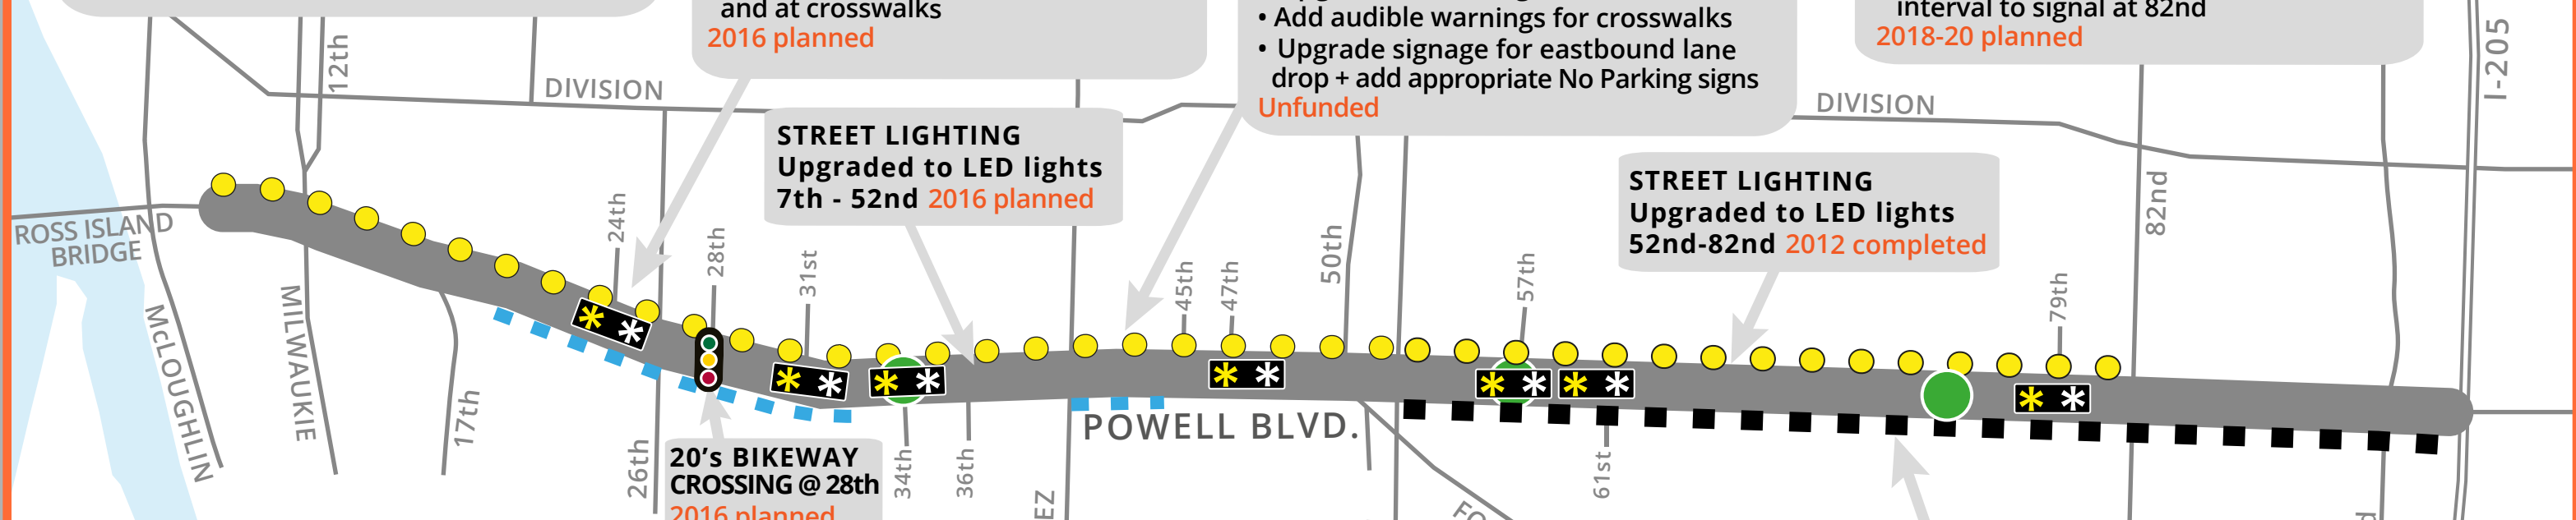 and at crosswalks
2016 planned
• Add audible warnings for crosswalks
• Upgrade signage for eastbound lane
drop + add appropriate No Parking signs
Unfunded
interval to signal at 82nd
2018-20 planned
I-205
12th
DIVISION
DIVISION
STREET LIGHTING
Upgraded to LED lights
7th - 52nd 2016 planned
STREET LIGHTING
Upgraded to LED lights
52nd-82nd 2012 completed
ROSS ISLAND
BRIDGE
24th
28th
31st
45th
47th
50th
57th
79th
82nd
McLOUGHLIN
MILWAUKIE
17th
26th
20's BIKEWAY
CROSSING @ 28th
2016 planned
34th
36th
POWELL BLVD.
61st